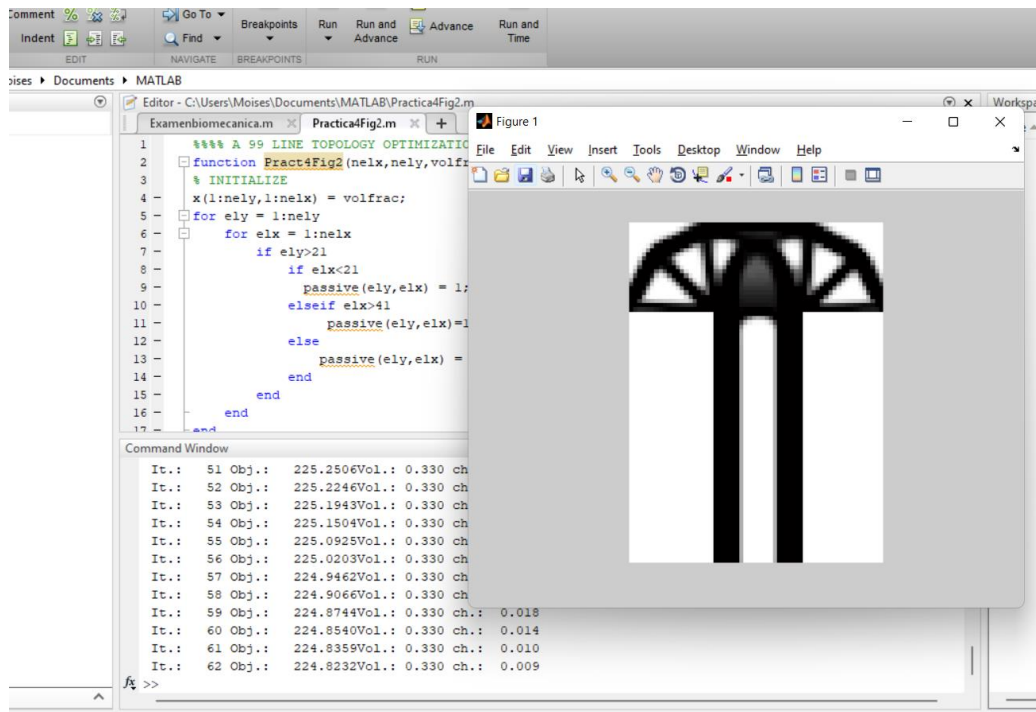 Comment
Go To
Breakpoints Run Run and Advance Advance Run and Time
Indent
Find
EDIT NAVIGATE BREAKPOINTS RUN
Documents ▸ MATLAB
Editor - C:\Users\Moises\Documents\MATLAB\Practica4Fig2.m
Examenbiomecanica.m Practica4Fig2.m +
1 %%%% A 99 LINE TOPOLOGY
2 function Pract4Fig2(nelx,nely,
3 % INITIALIZE
4 - x(1:nely,1:nelx) = volfrac;
5 - for ely = 1:nely
6 - for elx = 1:nelx
7 - if ely>21
8 - if elx<21
9 - passive(ely,elx) = 1;
10 - elseif elx>41
11 - passive(ely,elx)=1
12 - else
13 - passive(ely,elx) =
14 - end
15 - end
16 - end
17 - end
Figure 1
File Edit View Insert Tools Desktop Window Help
Command Window
It.: 51 Obj.: 225.2506Vol.: 0.330 ch
It.: 52 Obj.: 225.2246Vol.: 0.330 ch
It.: 53 Obj.: 225.1943Vol.: 0.330 ch
It.: 54 Obj.: 225.1504Vol.: 0.330 ch
It.: 55 Obj.: 225.0925Vol.: 0.330 ch
It.: 56 Obj.: 225.0203Vol.: 0.330 ch
It.: 57 Obj.: 224.9462Vol.: 0.330 ch
It.: 58 Obj.: 224.9066Vol.: 0.330 ch
It.: 59 Obj.: 224.8744Vol.: 0.330 ch.: 0.018
It.: 60 Obj.: 224.8540Vol.: 0.330 ch.: 0.014
It.: 61 Obj.: 224.8359Vol.: 0.330 ch.: 0.010
It.: 62 Obj.: 224.8232Vol.: 0.330 ch.: 0.009
fx >>